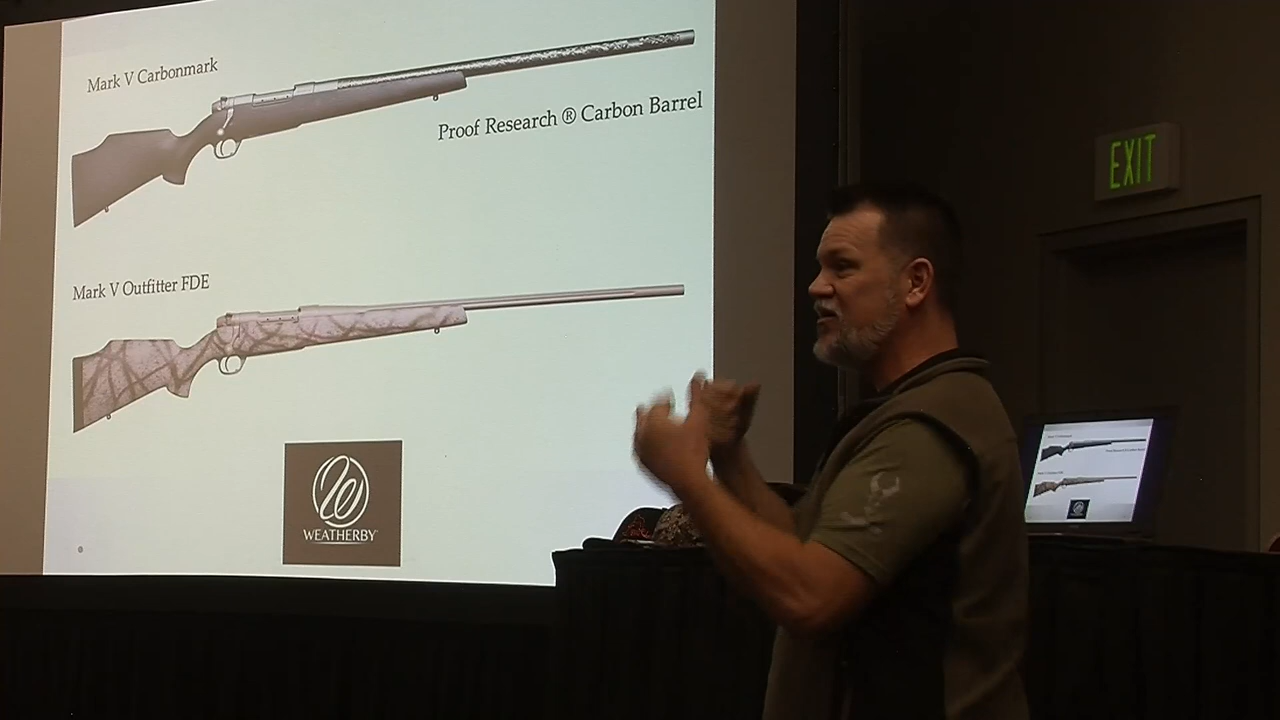 Mark V Carbonmark
Proof Research ® Carbon Barrel
Mark V Outfitter FDE
WEATHERBY
EXIT